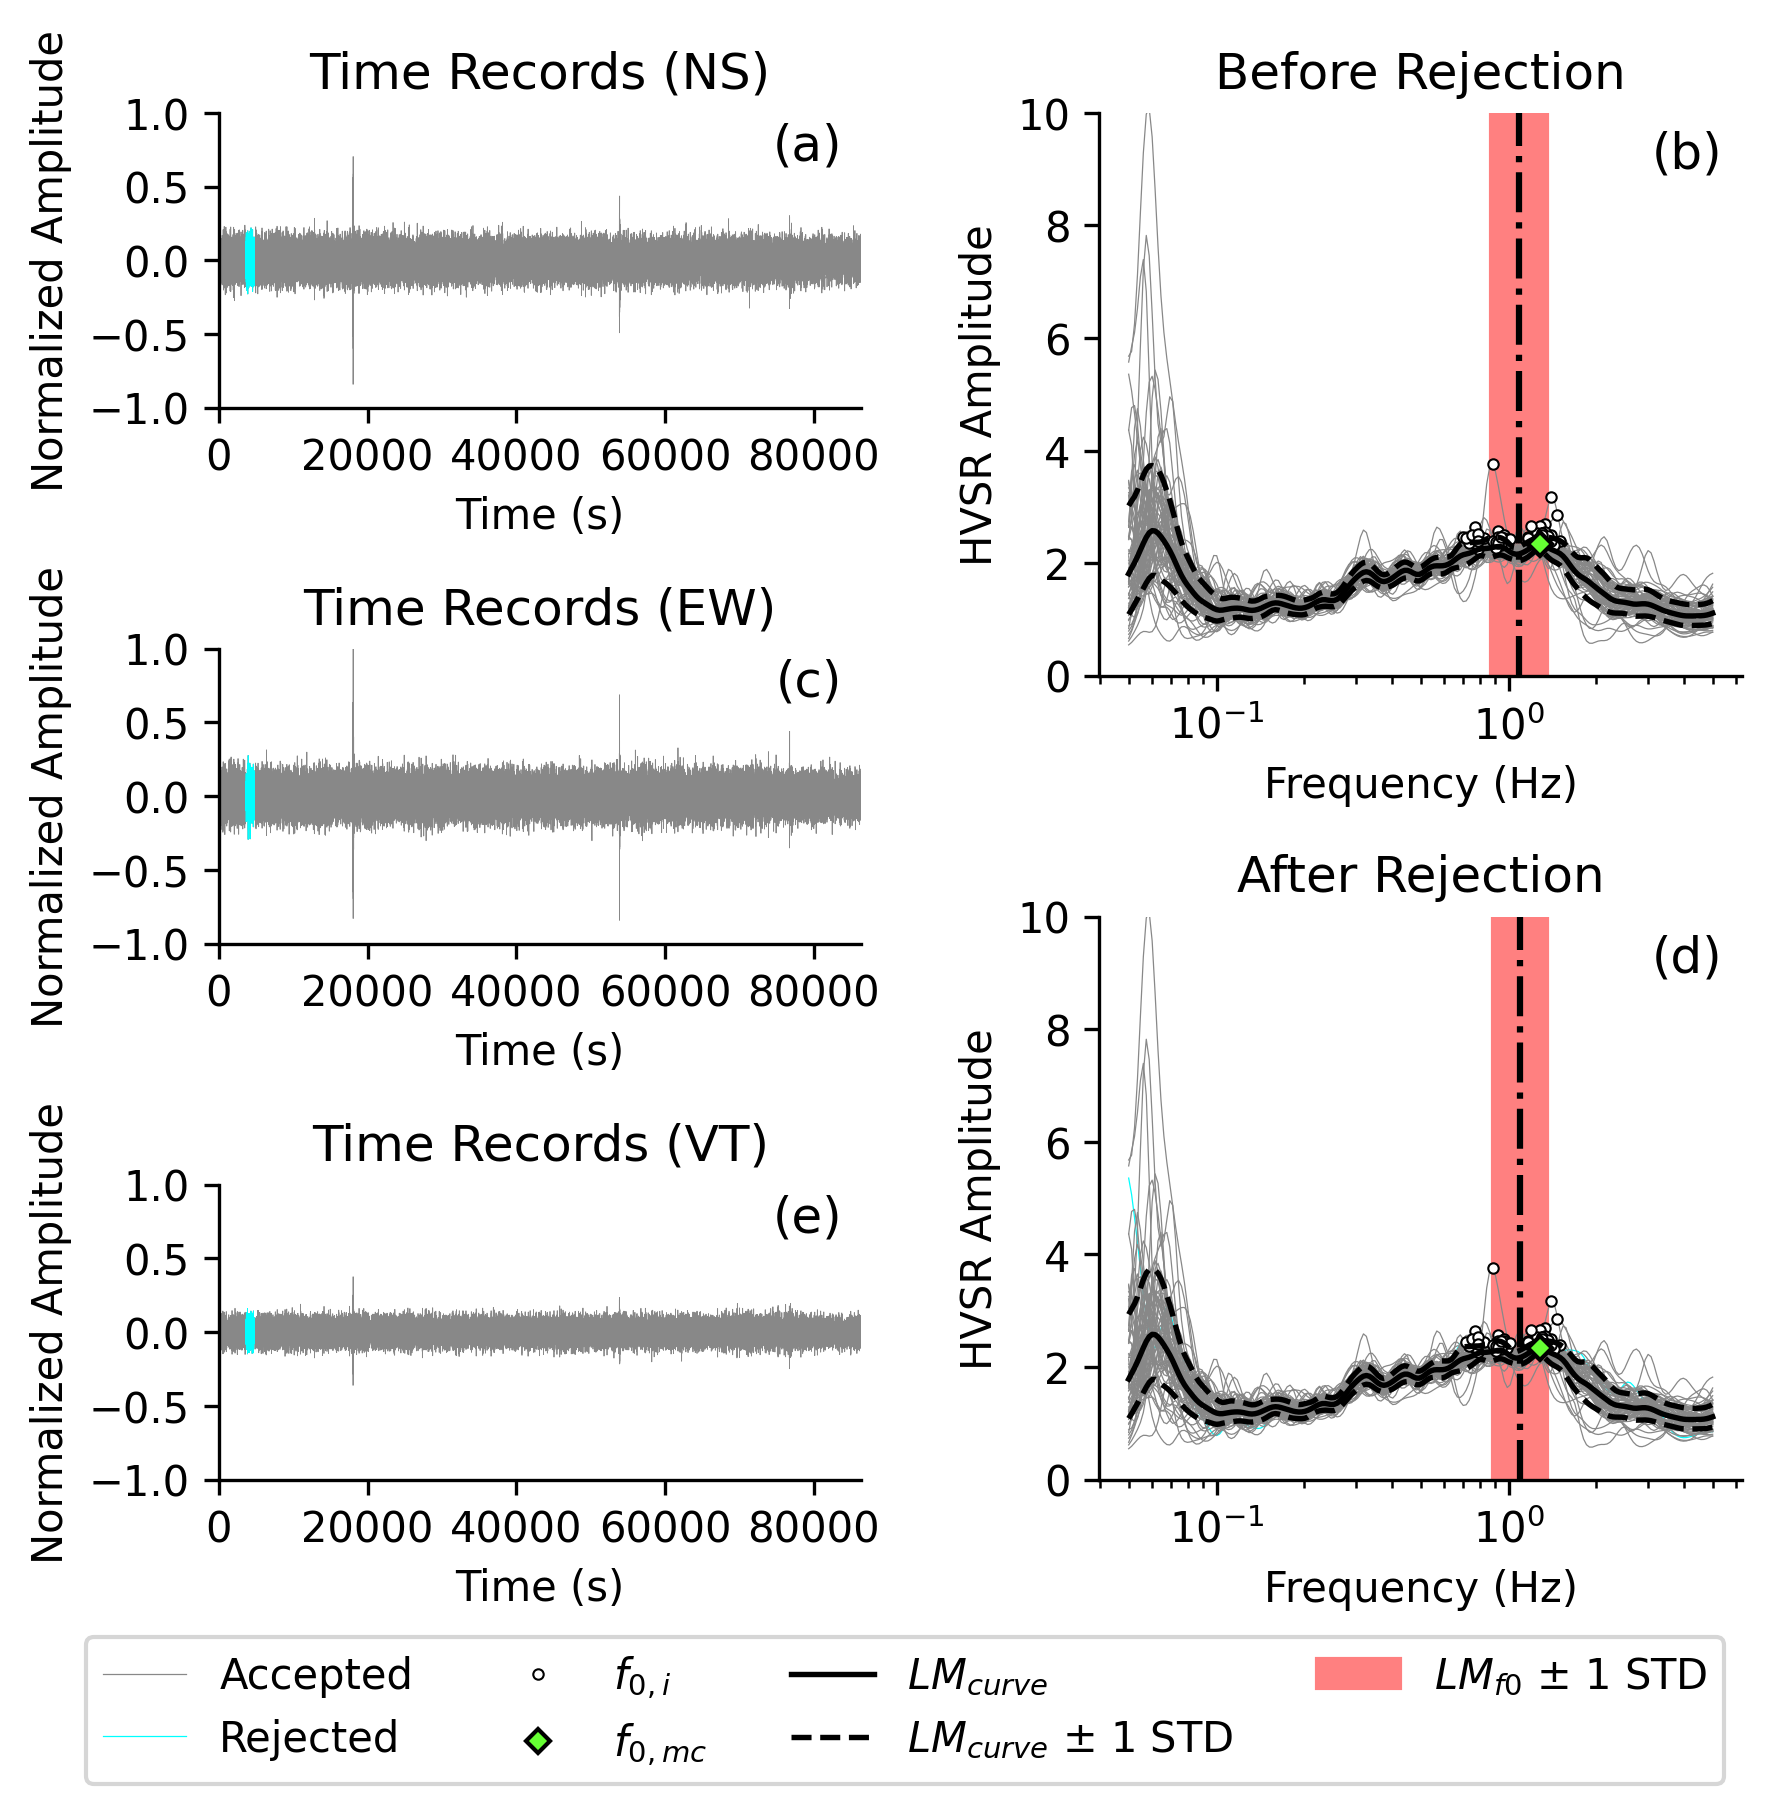 Time Records (NS)
(a)
Normalized Amplitude
1.0
0.5
0.0
−0.5
−1.0
0 20000 40000 60000 80000
Time (s)
Before Rejection
(b)
HVSR Amplitude
10
8
6
4
2
0
10⁻¹ 10⁰
Frequency (Hz)
Time Records (EW)
(c)
Normalized Amplitude
1.0
0.5
0.0
−0.5
−1.0
0 20000 40000 60000 80000
Time (s)
After Rejection
(d)
HVSR Amplitude
10
8
6
4
2
0
10⁻¹ 10⁰
Frequency (Hz)
Time Records (VT)
(e)
Normalized Amplitude
1.0
0.5
0.0
−0.5
−1.0
0 20000 40000 60000 80000
Time (s)
Accepted
Rejected
f0,i
f0,mc
LMcurve
LMcurve ± 1 STD
LMf0 ± 1 STD